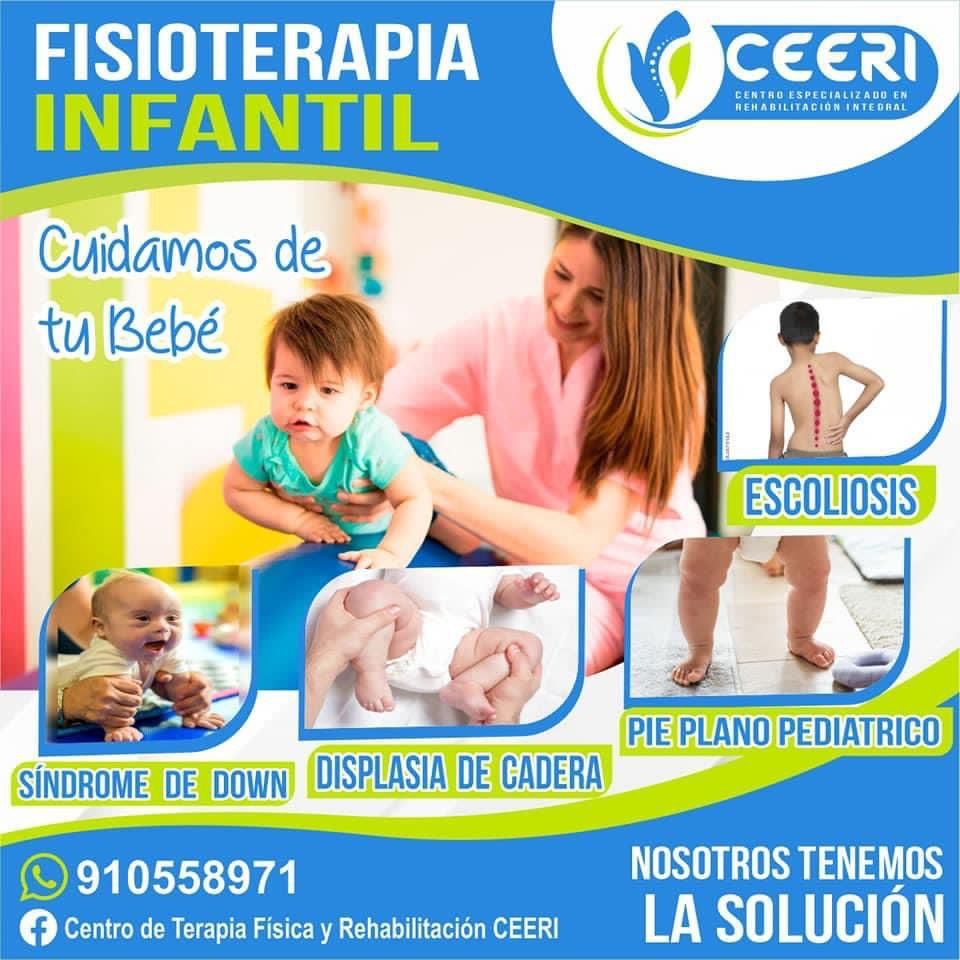 FISIOTERAPIA
INFANTIL
CEERI
CENTRO ESPECIALIZADO EN
REHABILITACIÓN INTEGRAL
Cuidamos de
tu Bebé
ESCOLIOSIS
PIE PLANO PEDIATRICO
DISPLASIA DE CADERA
SÍNDROME DE DOWN
910558971
Centro de Terapia Física y Rehabilitación CEERI
NOSOTROS TENEMOS
LA SOLUCIÓN